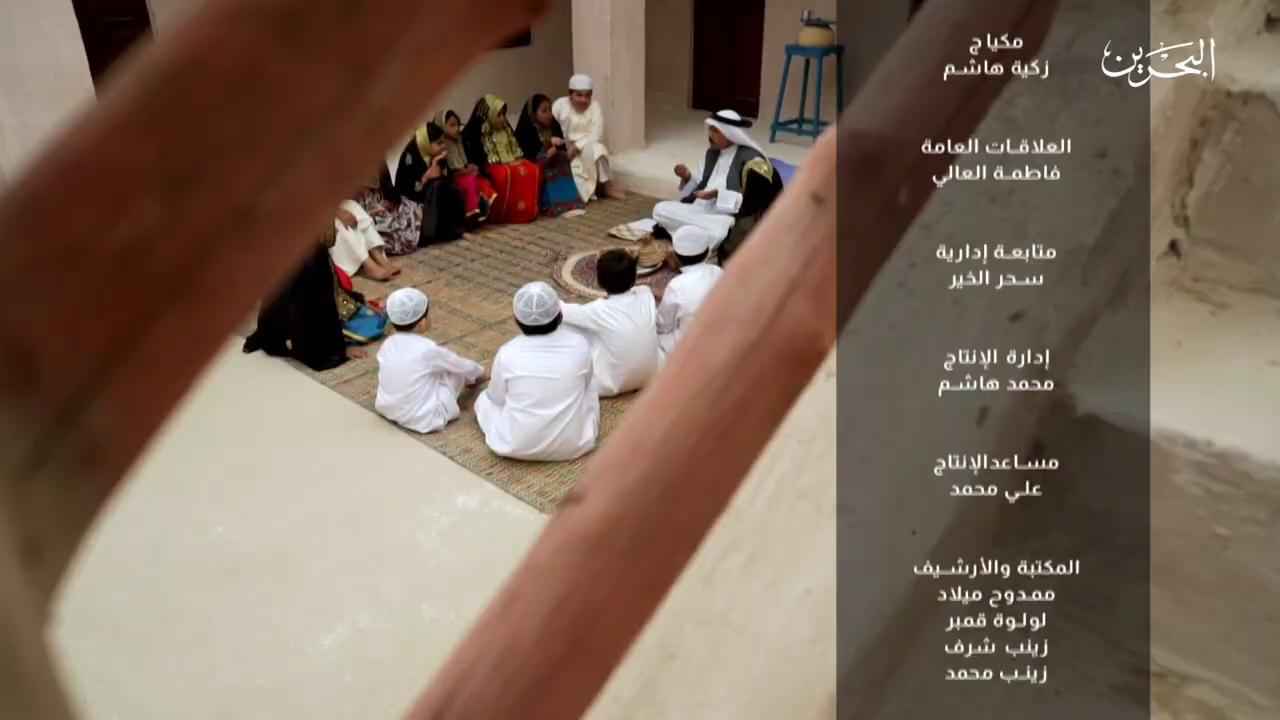 البحرين
مكياج
زكية هاشم
العلاقات العامة
فاطمة العالي
متابعة إدارية
سحر الخير
إدارة الإنتاج
محمد هاشم
مساعدالإنتاج
علي محمد
المكتبة والأرشيف
ممدوح ميلاد
لولوة قمبر
زينب شرف
زينب محمد